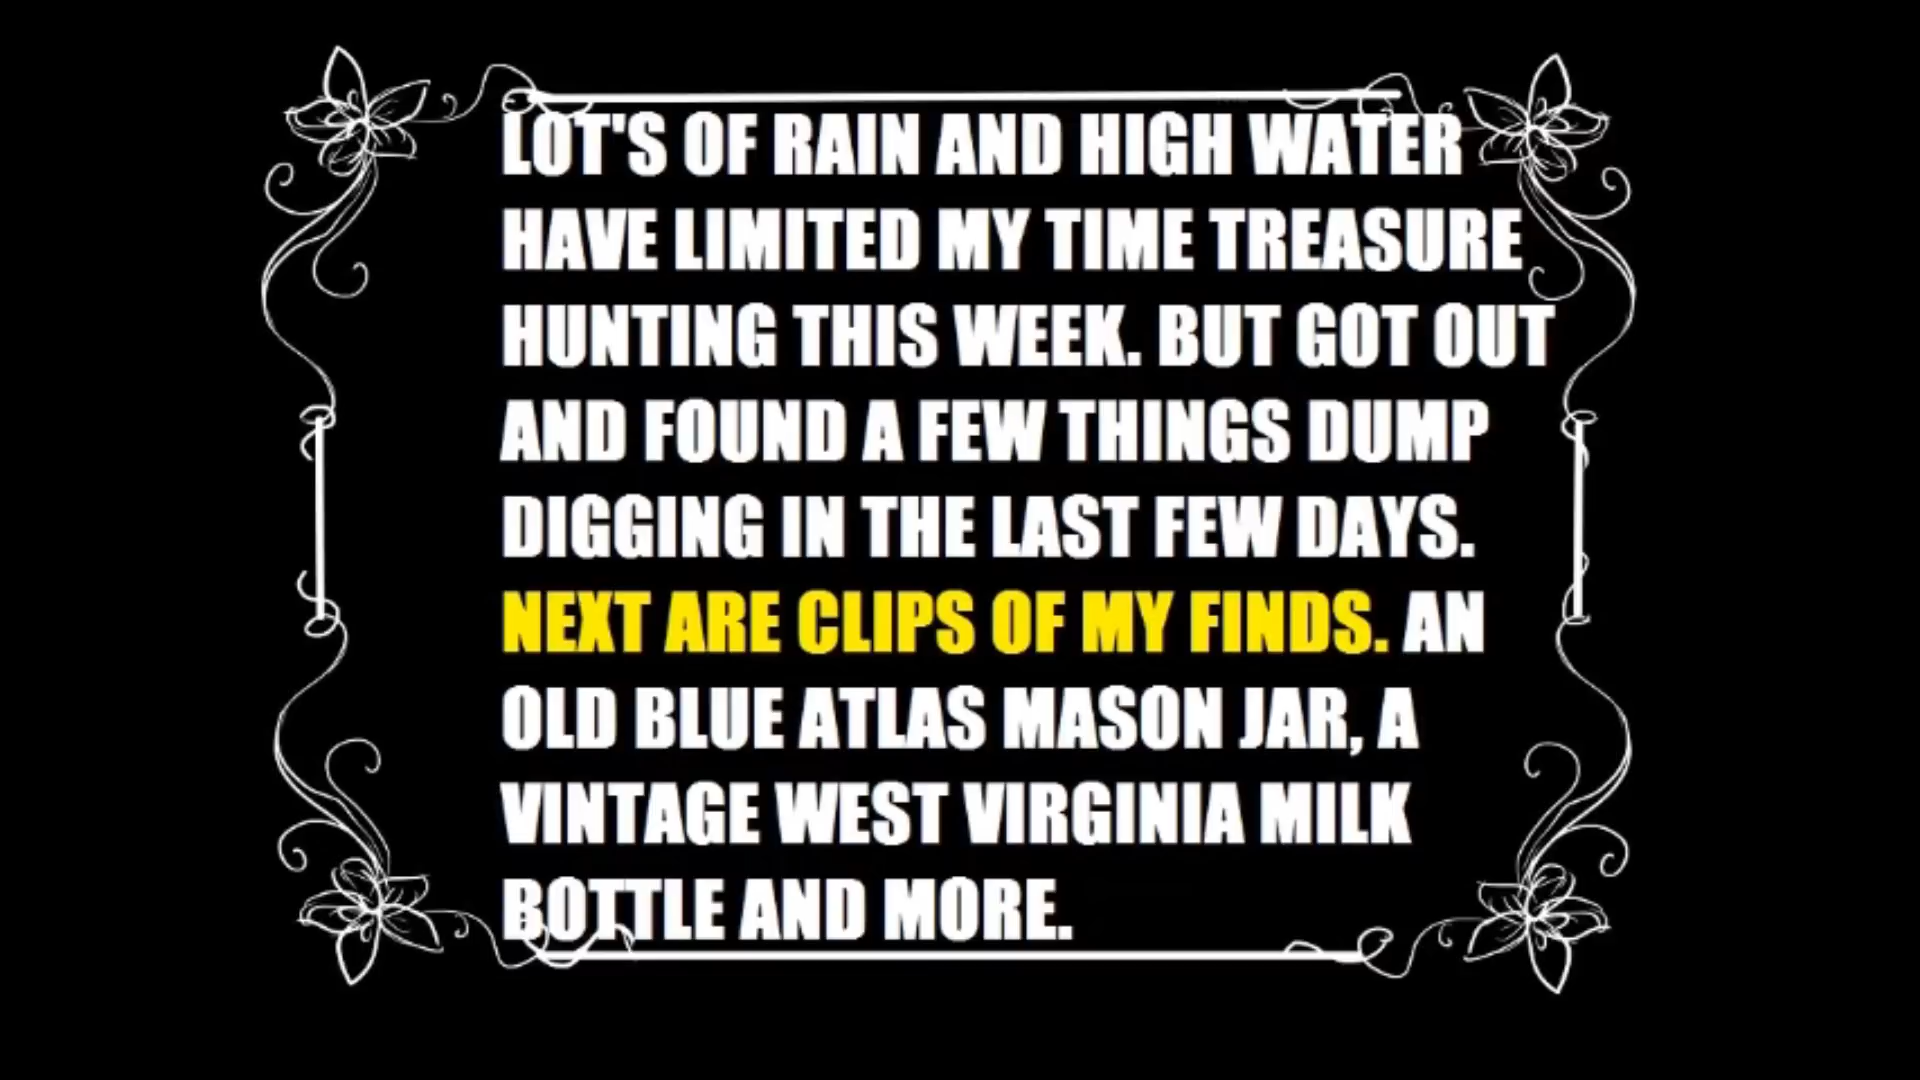 LOT'S OF RAIN AND HIGH WATER
HAVE LIMITED MY TIME TREASURE
HUNTING THIS WEEK. BUT GOT OUT
AND FOUND A FEW THINGS DUMP
DIGGING IN THE LAST FEW DAYS.
NEXT ARE CLIPS OF MY FINDS. AN
OLD BLUE ATLAS MASON JAR, A
VINTAGE WEST VIRGINIA MILK
BOTTLE AND MORE.